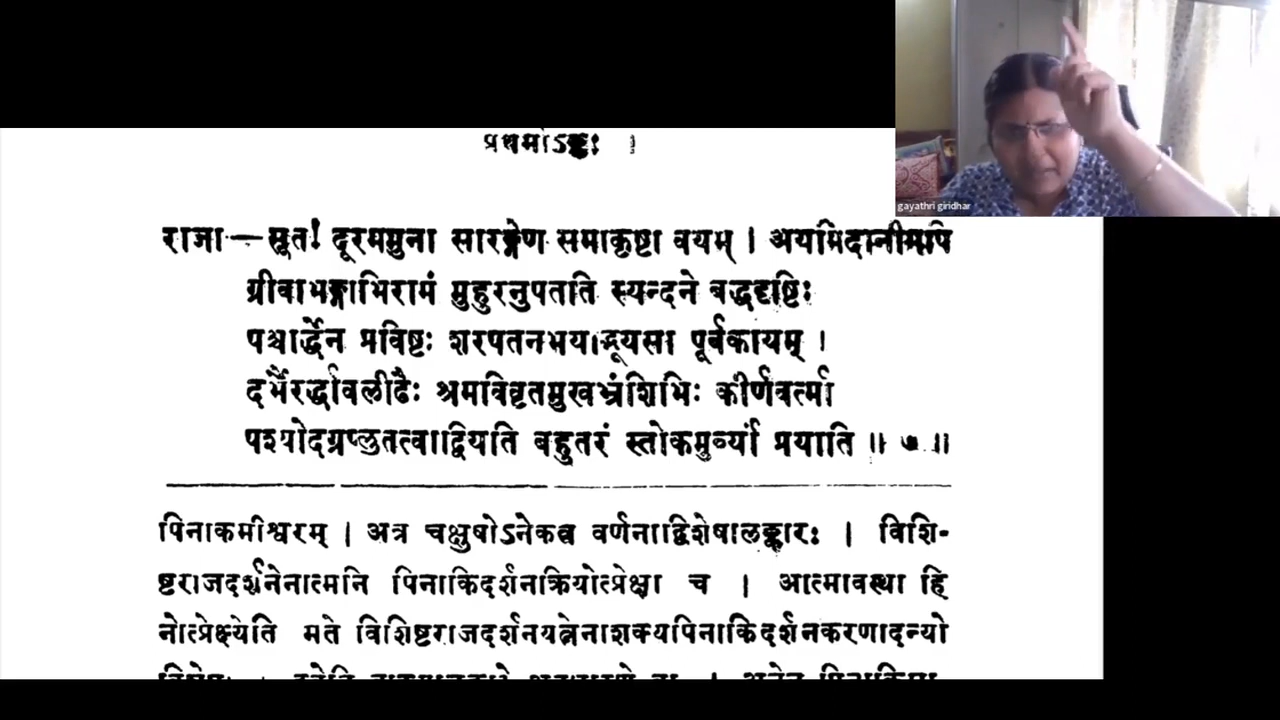 प्रथमोऽङ्कः ।
gayathri giridhar
राजा—सूत! दूरममुना सारङ्गेण समाकृष्टा वयम् । अयमिदानीमपि
ग्रीवाभङ्गाभिरामं मुहुरनुपतति स्यन्दने बद्धदृष्टिः
पश्चार्द्धेन प्रविष्टः शरपतनभयाद्भूयसा पूर्वकायम् ।
दर्भैरर्द्धावलीढैः श्रमविवृतमुखभ्रंशिभिः कीर्णवर्त्मा
पश्योदग्रप्लुतत्वाद्वियति बहुतरं स्तोकमुर्व्यां प्रयाति ॥ ७ ॥
पिनाकमीश्वरम् । अत्र चक्षुषोऽनेकत्व वर्णनाद्विशेषालङ्कारः । विशि-
ष्टराजदर्शनेनात्मनि पिनाकिदर्शनक्रियोत्प्रेक्षा च । आत्मावस्था हि
नोत्प्रेक्ष्येति मते विशिष्टराजदर्शनयत्नेनाशक्यपिनाकिदर्शनकरणादन्यो